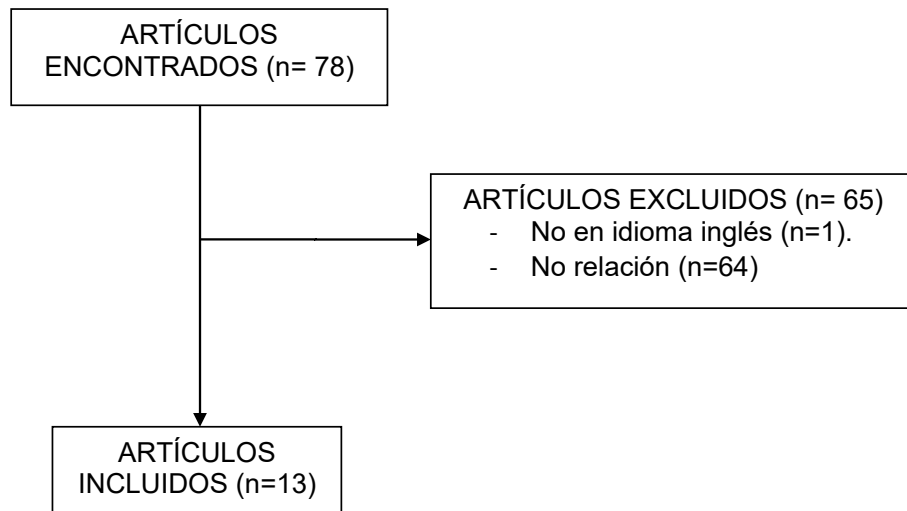 ARTÍCULOS
ENCONTRADOS (n= 78)
ARTÍCULOS EXCLUIDOS (n= 65)
- No en idioma inglés (n=1).
- No relación (n=64)
ARTÍCULOS
INCLUIDOS (n=13)